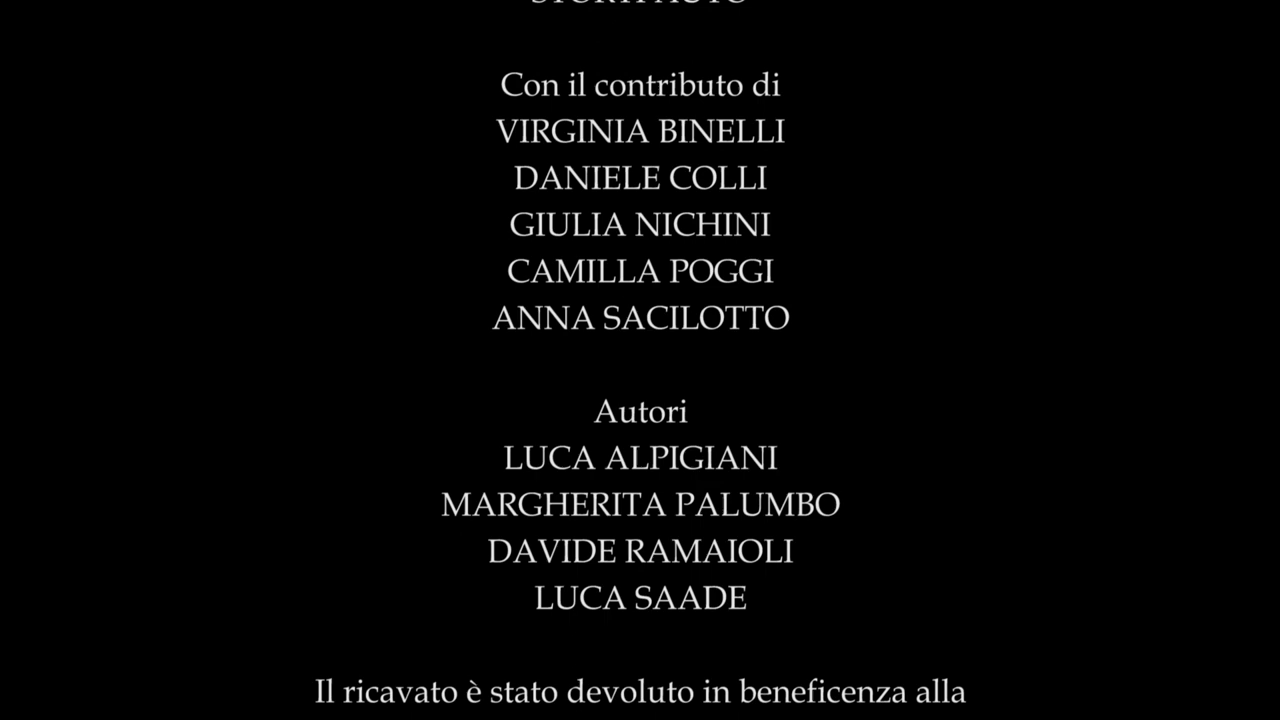 Con il contributo di
VIRGINIA BINELLI
DANIELE COLLI
GIULIA NICHINI
CAMILLA POGGI
ANNA SACILOTTO
Autori
LUCA ALPIGIANI
MARGHERITA PALUMBO
DAVIDE RAMAIOLI
LUCA SAADE
Il ricavato è stato devoluto in beneficenza alla